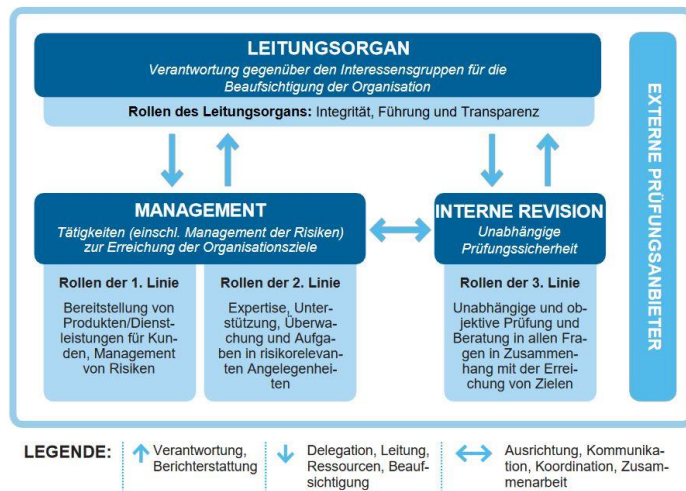 LEITUNGSORGAN
Verantwortung gegenüber den Interessensgruppen für die
Beaufsichtigung der Organisation
Rollen des Leitungsorgans: Integrität, Führung und Transparenz
EXTERNE PRÜFUNGSANBIETER
MANAGEMENT
Tätigkeiten (einschl. Management der Risiken)
zur Erreichung der Organisationsziele
INTERNE REVISION
Unabhängige
Prüfungssicherheit
Rollen der 1. Linie
Bereitstellung von
Produkten/Dienst-
leistungen für Kun-
den, Management
von Risiken
Rollen der 2. Linie
Expertise, Unter-
stützung, Überwa-
chung und Aufga-
ben in risikorelevan-
ten Angelegenhei-
ten
Rollen der 3. Linie
Unabhängige und ob-
jektive Prüfung und
Beratung in allen Fra-
gen in Zusammen-
hang mit der Errei-
chung von Zielen
LEGENDE:
Verantwortung,
Berichterstattung
Delegation, Leitung,
Ressourcen, Beauf-
sichtigung
Ausrichtung, Kommunika-
tion, Koordination, Zusam-
menarbeit